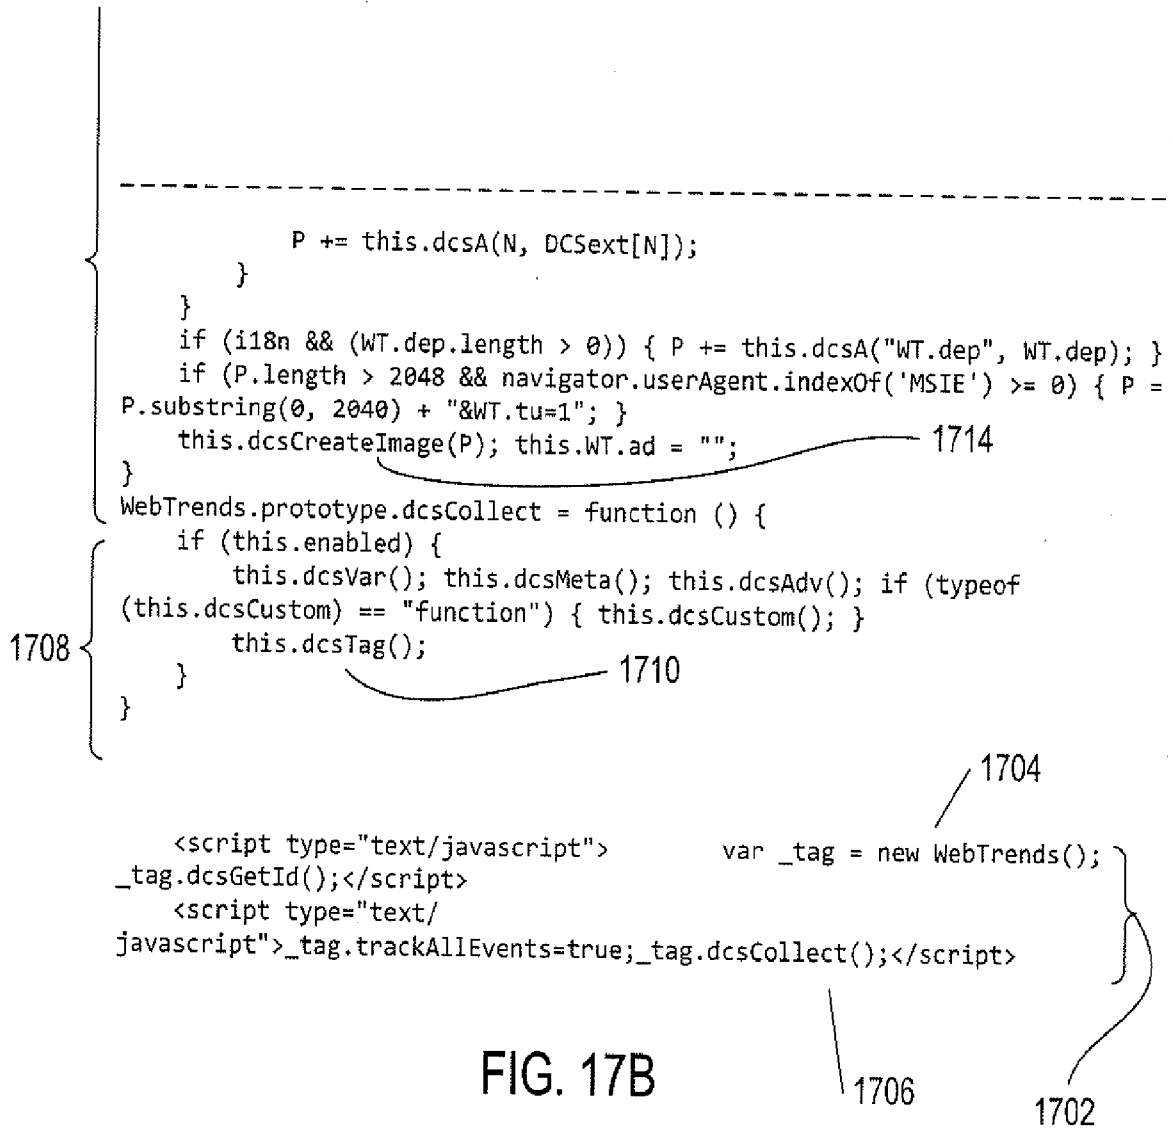 P += this.dcsA(N, DCSext[N]);
}
}
if (i18n && (WT.dep.length > 0)) { P += this.dcsA("WT.dep", WT.dep); }
if (P.length > 2048 && navigator.userAgent.indexOf('MSIE') >= 0) { P =
P.substring(0, 2040) + "&WT.tu=1"; }
this.dcsCreateImage(P); this.WT.ad = "";
1714
}
WebTrends.prototype.dcsCollect = function () {
if (this.enabled) {
this.dcsVar(); this.dcsMeta(); this.dcsAdv(); if (typeof
(this.dcsCustom) == "function") { this.dcsCustom(); }
1708
this.dcsTag();
}
1710
}
1704
<script type="text/javascript"> var _tag = new WebTrends();
_tag.dcsGetId();</script>
<script type="text/
javascript">_tag.trackAllEvents=true;_tag.dcsCollect();</script>
FIG. 17B
1706
1702